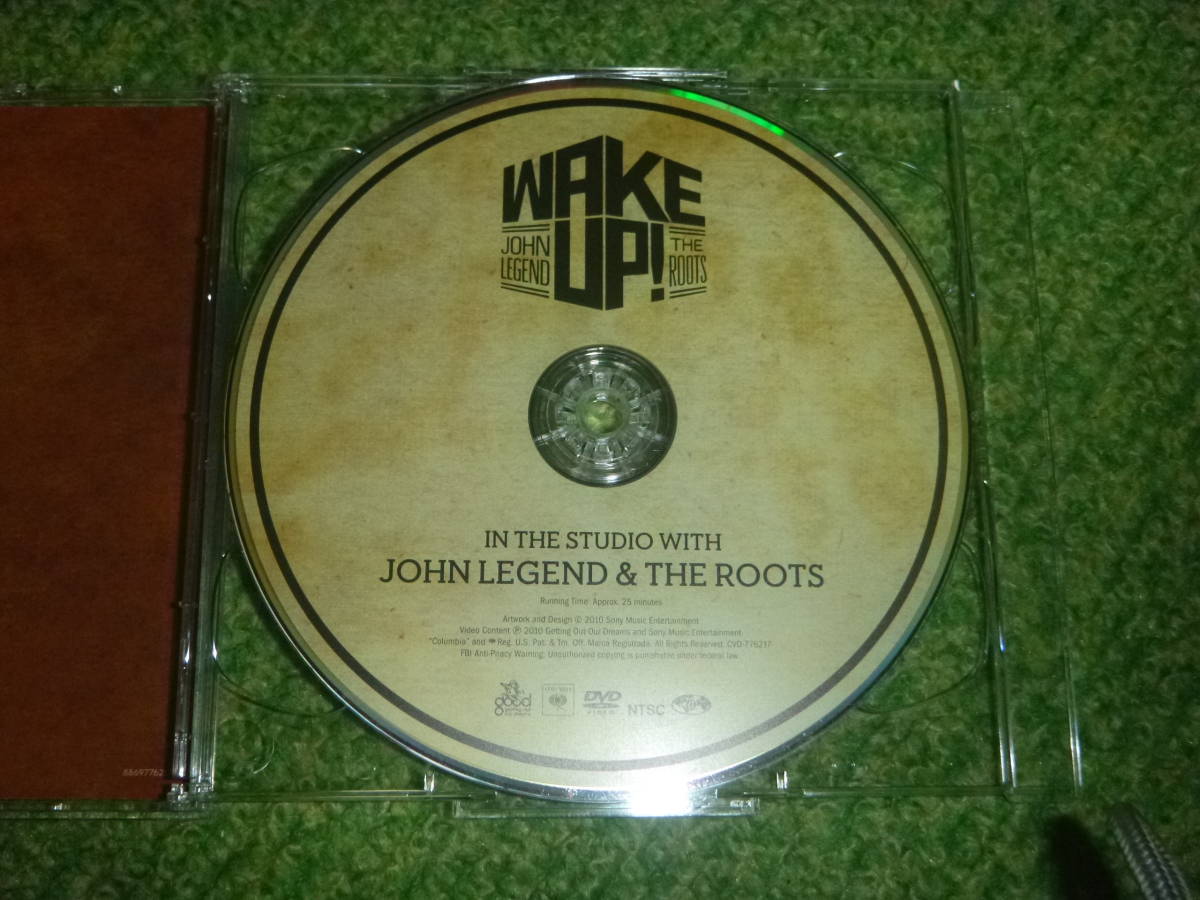 WAKE
UP!
JOHN
LEGEND
THE
ROOTS
IN THE STUDIO WITH
JOHN LEGEND & THE ROOTS
Running Time: Approx. 25 minutes
Artwork and Design © 2010 Sony Music Entertainment
Video Content ℗ 2010 Getting Out Our Dreams and Sony Music Entertainment
"Columbia" and Reg. U.S. Pat. & Tm. Off. Marca Registrada. All Rights Reserved. CVD-776217
FBI Anti-Piracy Warning: Unauthorized copying is punishable under federal law.
good
DVD
VIDEO
NTSC
88697762